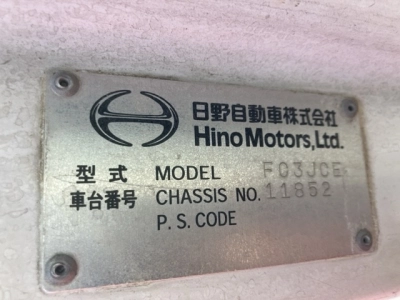 日野自動車株式会社
Hino Motors, Ltd.
型式 MODEL FC3JCE
車台番号 CHASSIS NO. 11852
P.S. CODE